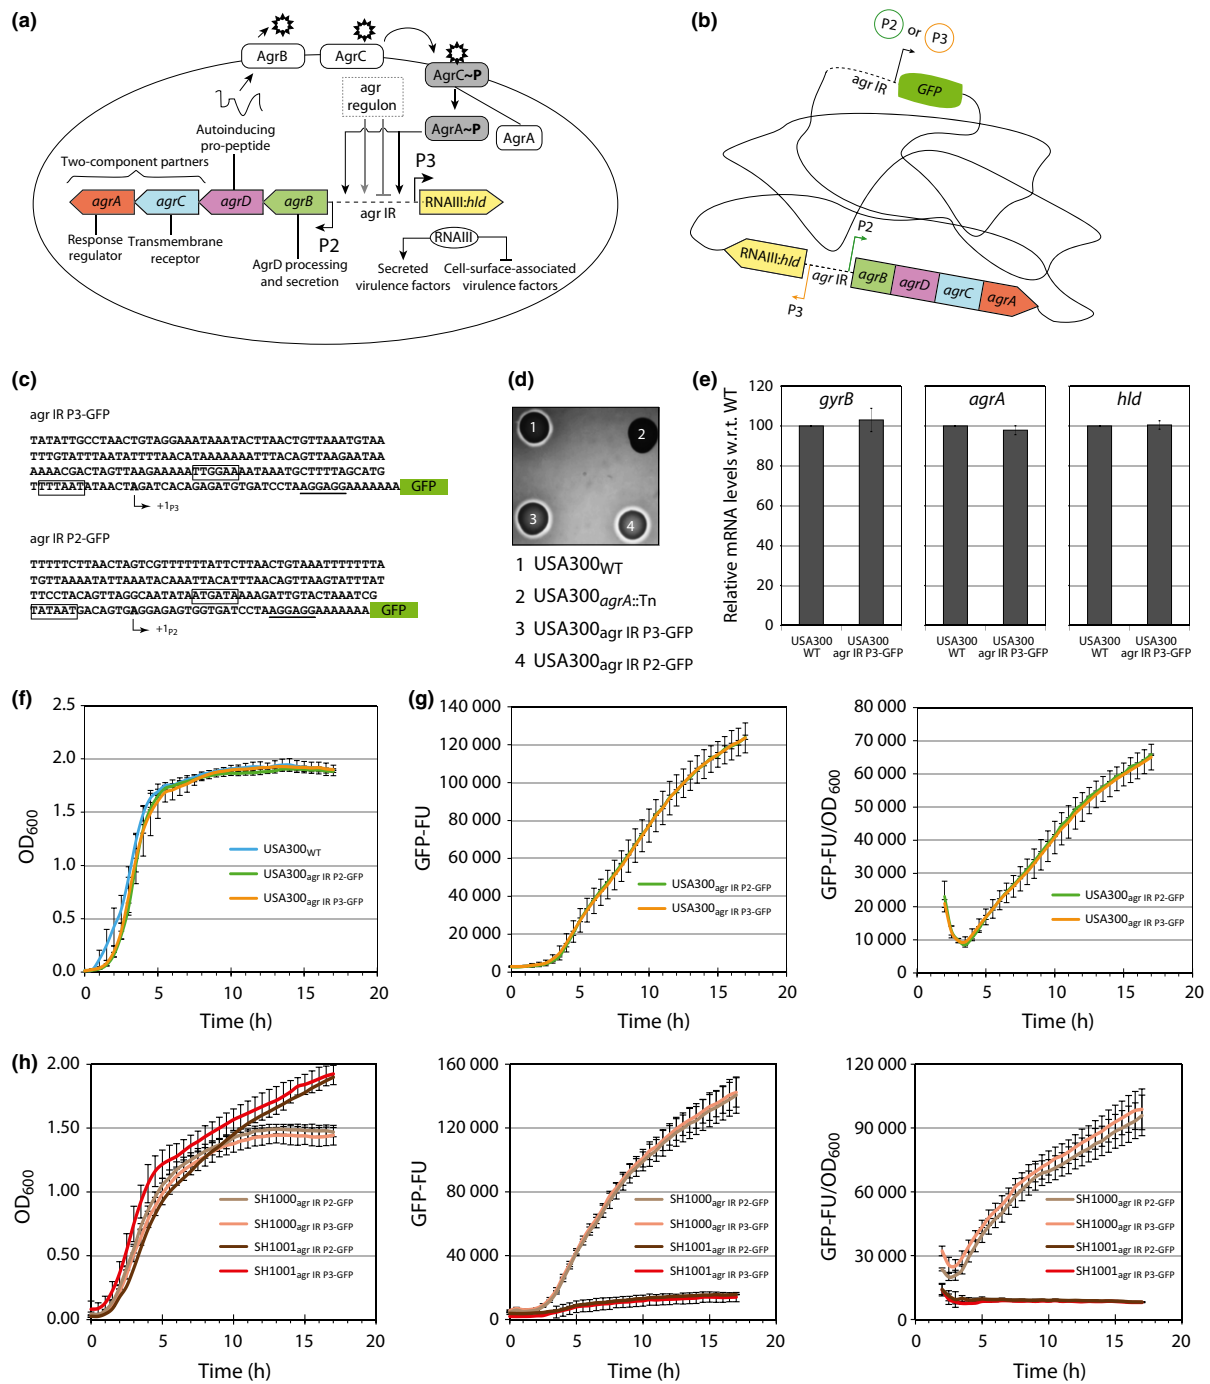 (a)
AgrB
AgrC
AgrC~P
agr
regulon
AgrA~P
AgrA
Autoinducing
pro-peptide
Two-component partners
P3
agrA
agrC
agrD
agrB
agr IR
RNAIII:hld
P2
Response
regulator
Transmembrane
receptor
AgrD processing
and secretion
RNAIII
Secreted
virulence factors
Cell-surface-associated
virulence factors
(b)
P2 or P3
agr IR
GFP
P2
RNAIII:hld
agr IR
agrB
agrD
agrC
agrA
P3
(c)
agr IR P3-GFP
TATATTGCCTAACTGTAGGAAATAAATACTTAACTGTTAAATGTAA
TTTGTATTTAATATTTTAACATAAAAAAATTTACAGTTAAGAATAA
AAAACGACTAGTTAAGAAAAATTGGAAAATAAATGCTTTTAGCATG
TTTTAATATAACTAGATCACAGAGATGTGATCCTAAGGAGGAAAAAAA GFP
+1P3
agr IR P2-GFP
TTTTTCTTAACTAGTCGTTTTTTATTCTTAACTGTAAATTTTTTTA
TGTTAAAATATTAAATACAAATTACATTTAACAGTTAAGTATTTAT
TTCCTACAGTTAGGCAATATAATGATAAAAGATTGTACTAAATCG
TATAATGACAGTGAGGAGAGTGGTGATCCTAAGGAGGAAAAAAA GFP
+1P2
(d)
1
2
3
4
1 USA300WT
2 USA300agrA::Tn
3 USA300agr IR P3-GFP
4 USA300agr IR P2-GFP
(e)
Relative mRNA levels w.r.t. WT
120
100
80
60
40
20
0
gyrB
agrA
hld
USA300 USA300
WT agr IR P3-GFP
USA300 USA300
WT agr IR P3-GFP
USA300 USA300
WT agr IR P3-GFP
(f)
OD600
2.5
2.0
1.5
1.0
0.5
0.0
USA300WT
USA300agr IR P2-GFP
USA300agr IR P3-GFP
0 5 10 15 20
Time (h)
(g)
GFP-FU
140 000
120 000
100 000
80 000
60 000
40 000
20 000
0
USA300agr IR P2-GFP
USA300agr IR P3-GFP
0 5 10 15 20
Time (h)
GFP-FU/OD600
80 000
70 000
60 000
50 000
40 000
30 000
20 000
10 000
0
USA300agr IR P2-GFP
USA300agr IR P3-GFP
0 5 10 15 20
Time (h)
(h)
OD600
2.00
1.50
1.00
0.50
0.00
SH1000agr IR P2-GFP
SH1000agr IR P3-GFP
SH1001agr IR P2-GFP
SH1001agr IR P3-GFP
0 5 10 15 20
Time (h)
GFP-FU
160 000
120 000
80 000
40 000
0
SH1000agr IR P2-GFP
SH1000agr IR P3-GFP
SH1001agr IR P2-GFP
SH1001agr IR P3-GFP
0 5 10 15 20
Time (h)
GFP-FU/OD600
120 000
90 000
60 000
30 000
0
SH1000agr IR P2-GFP
SH1000agr IR P3-GFP
SH1001agr IR P2-GFP
SH1001agr IR P3-GFP
0 5 10 15 20
Time (h)